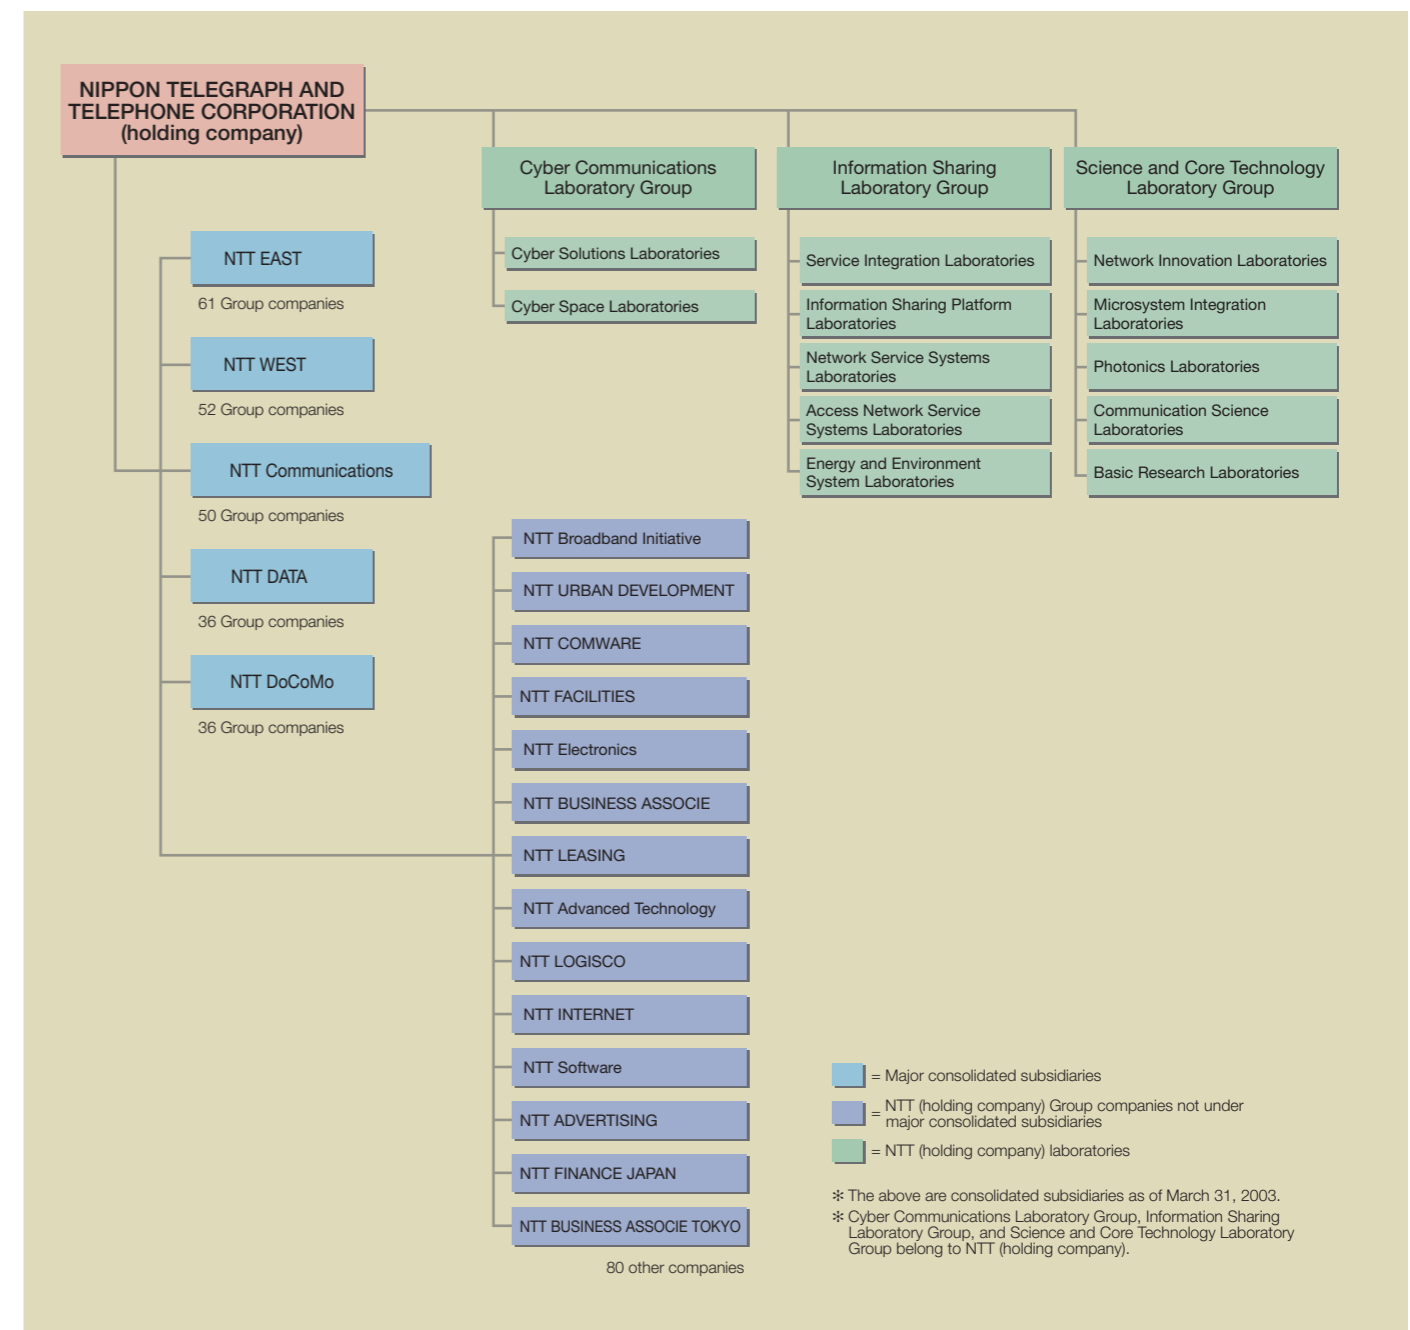 NIPPON TELEGRAPH AND
TELEPHONE CORPORATION
(holding company)
Cyber Communications
Laboratory Group
Cyber Solutions Laboratories
Cyber Space Laboratories
Information Sharing
Laboratory Group
Service Integration Laboratories
Information Sharing Platform
Laboratories
Network Service Systems
Laboratories
Access Network Service
Systems Laboratories
Energy and Environment
System Laboratories
Science and Core Technology
Laboratory Group
Network Innovation Laboratories
Microsystem Integration
Laboratories
Photonics Laboratories
Communication Science
Laboratories
Basic Research Laboratories
NTT EAST
61 Group companies
NTT WEST
52 Group companies
NTT Communications
50 Group companies
NTT DATA
36 Group companies
NTT DoCoMo
36 Group companies
NTT Broadband Initiative
NTT URBAN DEVELOPMENT
NTT COMWARE
NTT FACILITIES
NTT Electronics
NTT BUSINESS ASSOCIE
NTT LEASING
NTT Advanced Technology
NTT LOGISCO
NTT INTERNET
NTT Software
NTT ADVERTISING
NTT FINANCE JAPAN
NTT BUSINESS ASSOCIE TOKYO
80 other companies
= Major consolidated subsidiaries
= NTT (holding company) Group companies not under
major consolidated subsidiaries
= NTT (holding company) laboratories
✻ The above are consolidated subsidiaries as of March 31, 2003.
✻ Cyber Communications Laboratory Group, Information Sharing
Laboratory Group, and Science and Core Technology Laboratory
Group belong to NTT (holding company).